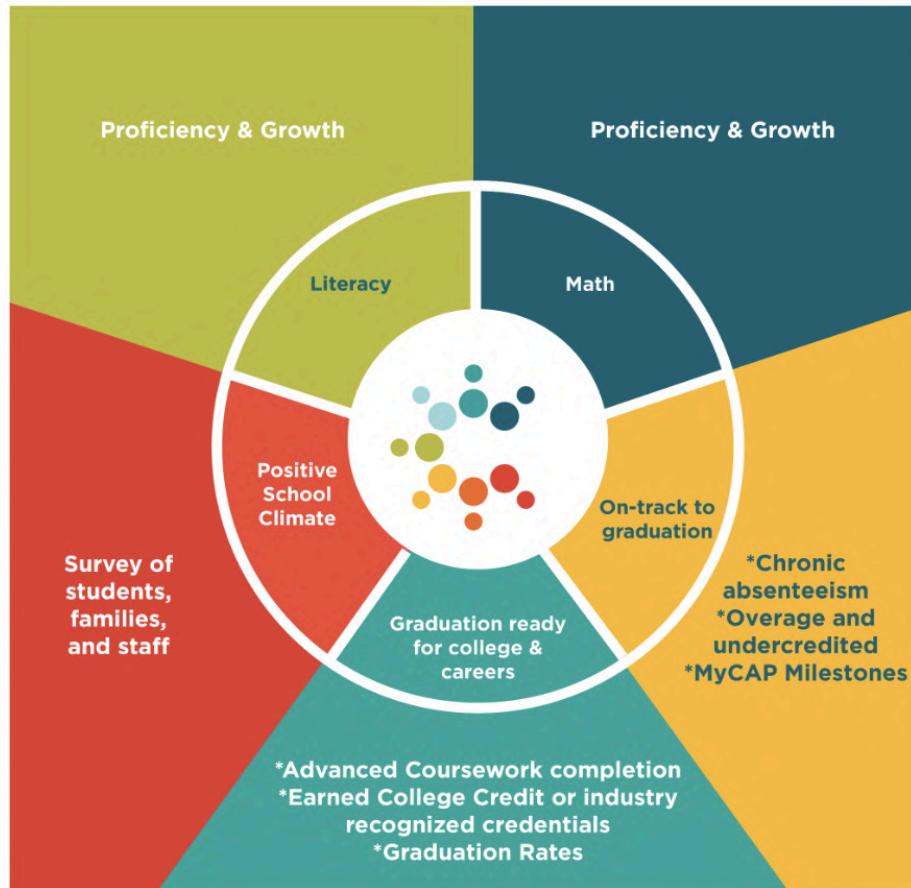 Proficiency & Growth
Proficiency & Growth
Literacy
Math
Positive
School
Climate
On-track to
graduation
Graduation ready
for college &
careers
Survey of
students,
families,
and staff
*Chronic
absenteeism
*Overage and
undercredited
*MyCAP Milestones
*Advanced Coursework completion
*Earned College Credit or industry
recognized credentials
*Graduation Rates